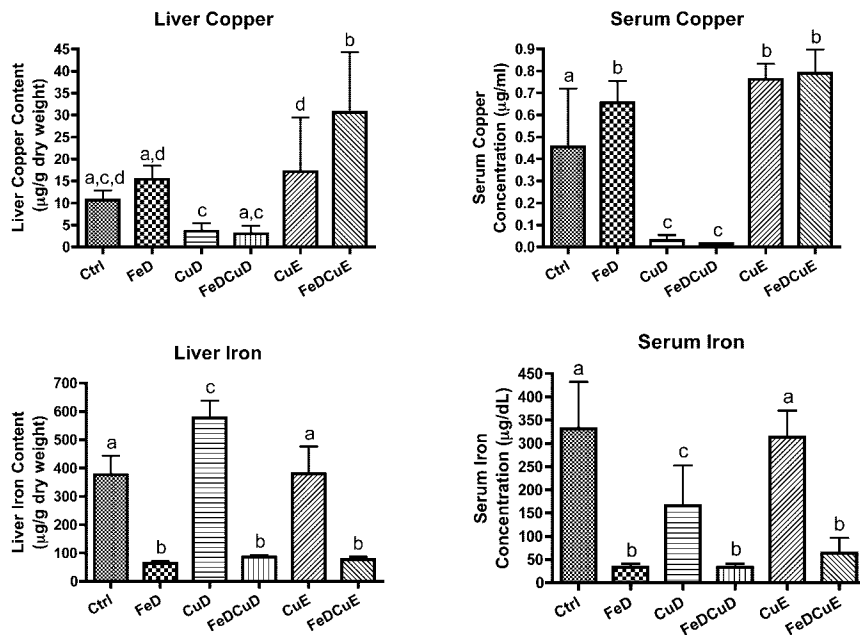 Liver Copper
Liver Copper Content
(µg/g dry weight)
45
40
35
30
25
20
15
10
5
0
a,c,d
a,d
c
a,c
d
b
Ctrl
FeD
CuD
FeDCuD
CuE
FeDCuE
Serum Copper
Serum Copper
Concentration (µg/ml)
0.9
0.8
0.7
0.6
0.5
0.4
0.3
0.2
0.1
0.0
a
b
c
c
b
b
Ctrl
FeD
CuD
FeDCuD
CuE
FeDCuE
Liver Iron
Liver Iron Content
(µg/g dry weight)
700
600
500
400
300
200
100
0
a
b
c
b
a
b
Ctrl
FeD
CuD
FeDCuD
CuE
FeDCuE
Serum Iron
Serum Iron
Concentration (µg/dL)
450
400
350
300
250
200
150
100
50
0
a
b
c
b
a
b
Ctrl
FeD
CuD
FeDCuD
CuE
FeDCuE